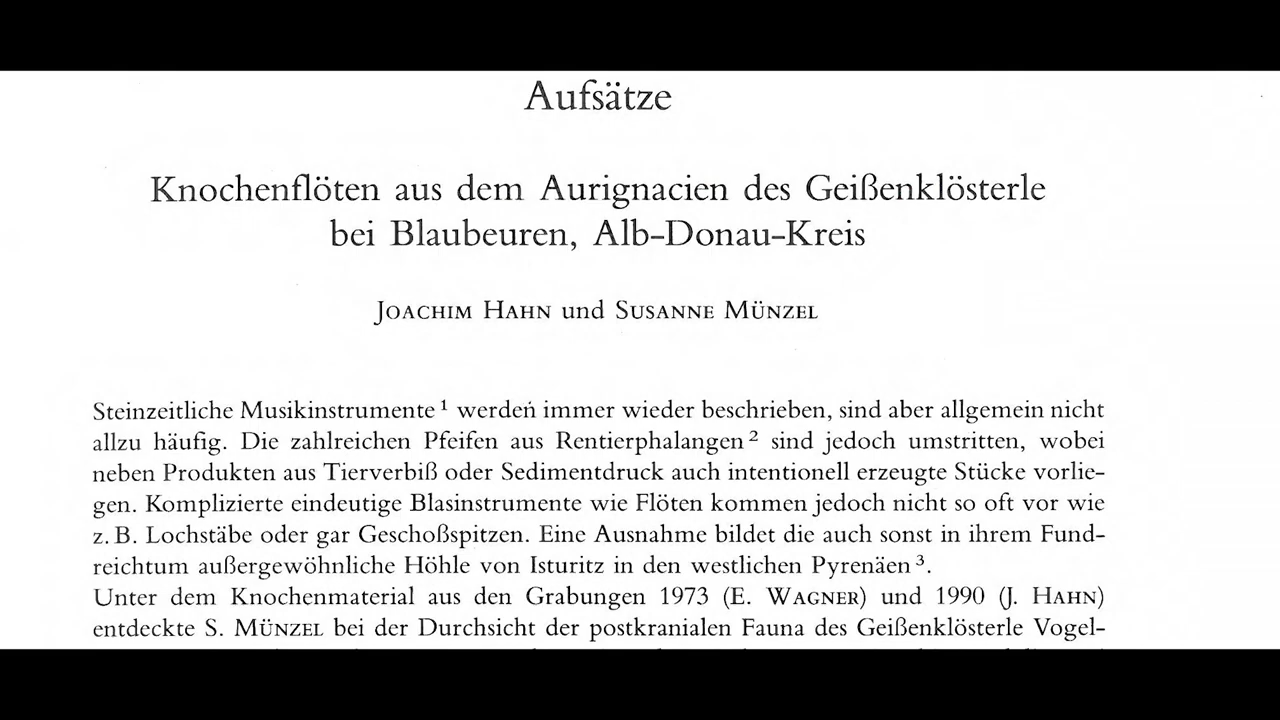 Aufsätze
Knochenflöten aus dem Aurignacien des Geißenklösterle
bei Blaubeuren, Alb-Donau-Kreis
JOACHIM HAHN und SUSANNE MÜNZEL
Steinzeitliche Musikinstrumente 1 werden immer wieder beschrieben, sind aber allgemein nicht
allzu häufig. Die zahlreichen Pfeifen aus Rentierphalangen 2 sind jedoch umstritten, wobei
neben Produkten aus Tierverbiß oder Sedimentdruck auch intentionell erzeugte Stücke vorlie-
gen. Komplizierte eindeutige Blasinstrumente wie Flöten kommen jedoch nicht so oft vor wie
z. B. Lochstäbe oder gar Geschoßspitzen. Eine Ausnahme bildet die auch sonst in ihrem Fund-
reichtum außergewöhnliche Höhle von Isturitz in den westlichen Pyrenäen 3.
Unter dem Knochenmaterial aus den Grabungen 1973 (E. WAGNER) und 1990 (J. HAHN)
entdeckte S. MÜNZEL bei der Durchsicht der postkranialen Fauna des Geißenklösterle Vogel-